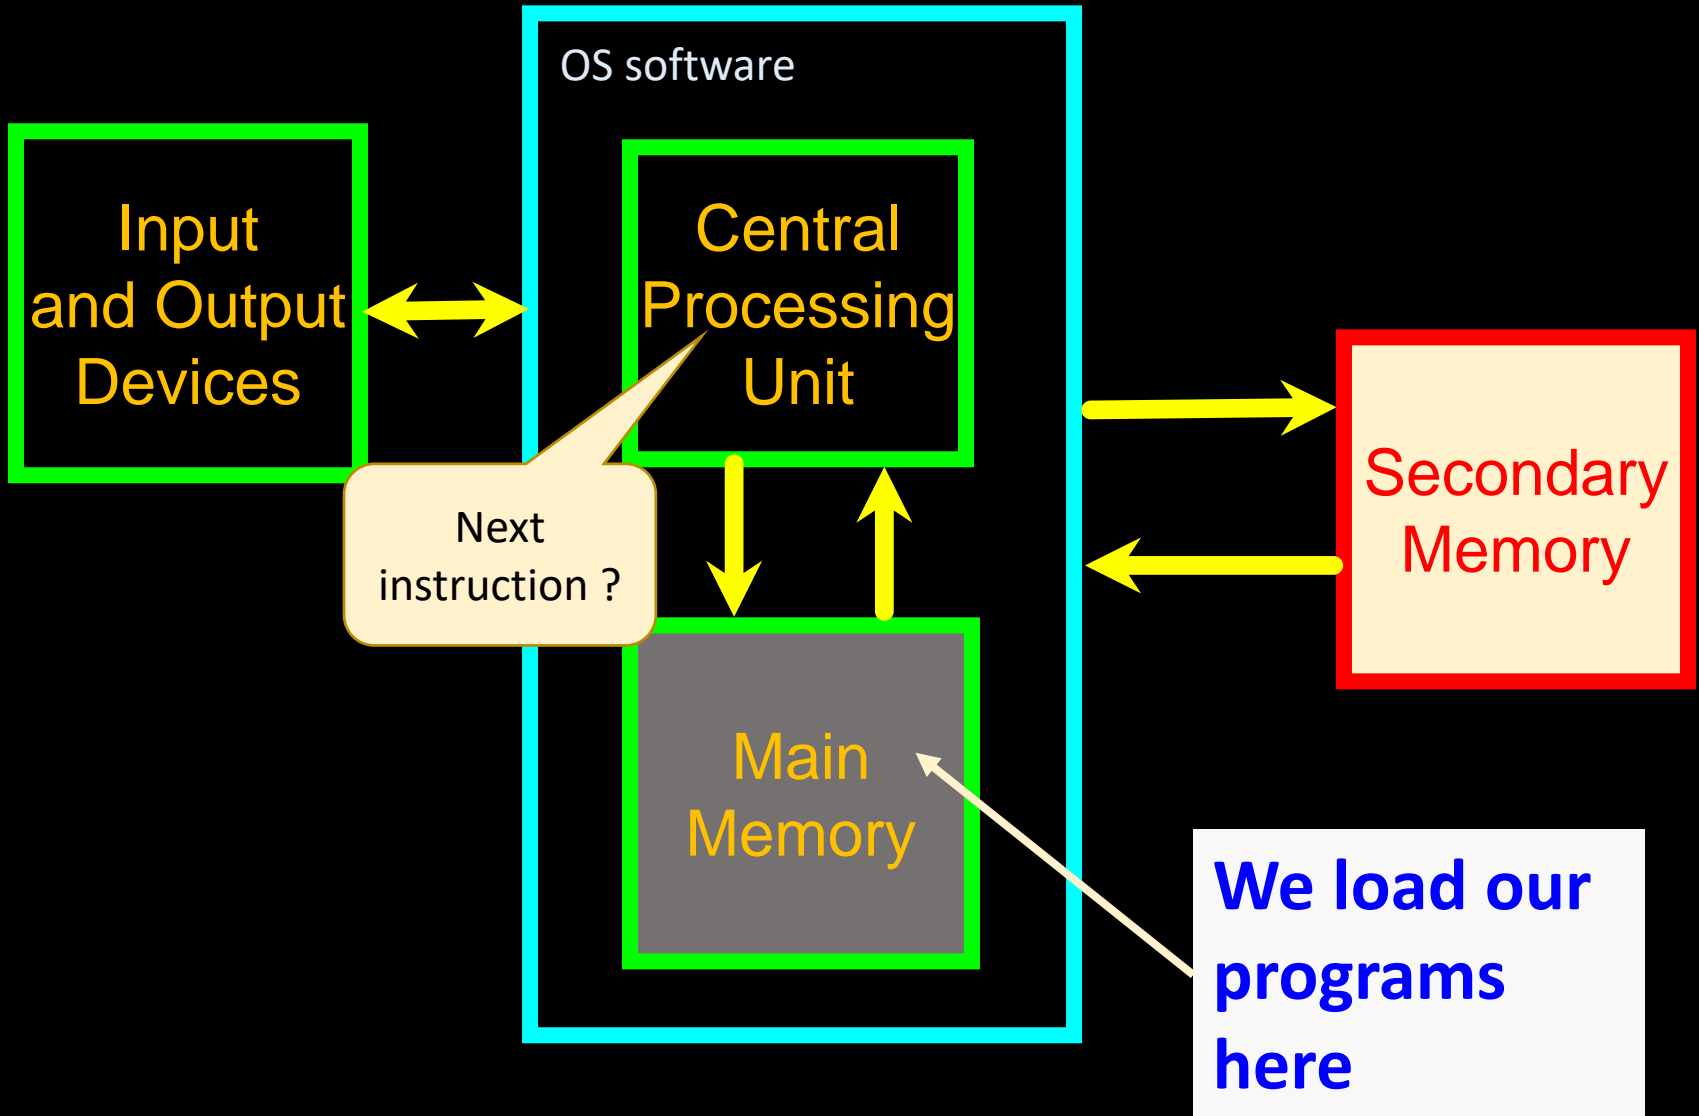 OS software
Input
and Output
Devices
Central
Processing
Unit
Next
instruction ?
Secondary
Memory
Main
Memory
We load our
programs
here